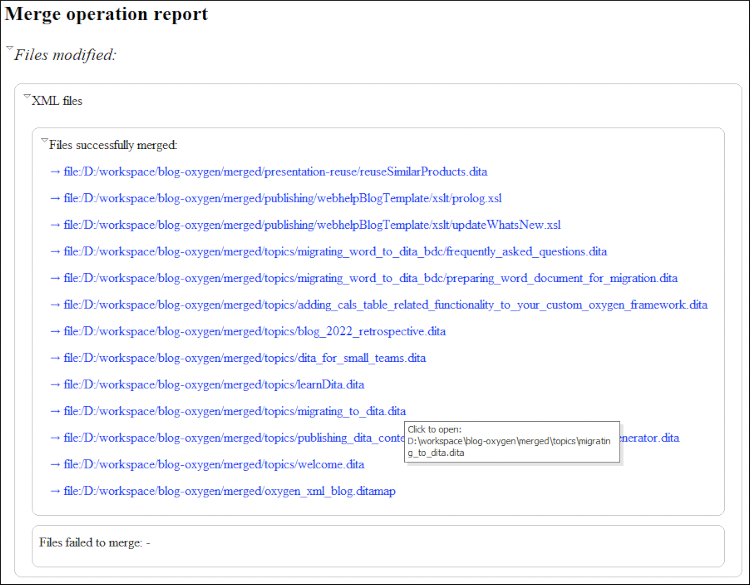 Merge operation report
Files modified:
XML files
Files successfully merged:
→ file:/D:/workspace/blog-oxygen/merged/presentation-reuse/reuseSimilarProducts.dita
→ file:/D:/workspace/blog-oxygen/merged/publishing/webhelpBlogTemplate/xslt/prolog.xsl
→ file:/D:/workspace/blog-oxygen/merged/publishing/webhelpBlogTemplate/xslt/updateWhatsNew.xsl
→ file:/D:/workspace/blog-oxygen/merged/topics/migrating_word_to_dita_bdc/frequently_asked_questions.dita
→ file:/D:/workspace/blog-oxygen/merged/topics/migrating_word_to_dita_bdc/preparing_word_document_for_migration.dita
→ file:/D:/workspace/blog-oxygen/merged/topics/adding_cals_table_related_functionality_to_your_custom_oxygen_framework.dita
→ file:/D:/workspace/blog-oxygen/merged/topics/blog_2022_retrospective.dita
→ file:/D:/workspace/blog-oxygen/merged/topics/dita_for_small_teams.dita
→ file:/D:/workspace/blog-oxygen/merged/topics/learnDita.dita
→ file:/D:/workspace/blog-oxygen/merged/topics/migrating_to_dita.dita
Click to open:
D:\workspace\blog-oxygen\merged\topics\migratin
g_to_dita.dita
→ file:/D:/workspace/blog-oxygen/merged/topics/publishing_dita_conte enerator.dita
→ file:/D:/workspace/blog-oxygen/merged/topics/welcome.dita
→ file:/D:/workspace/blog-oxygen/merged/oxygen_xml_blog.ditamap
Files failed to merge: -